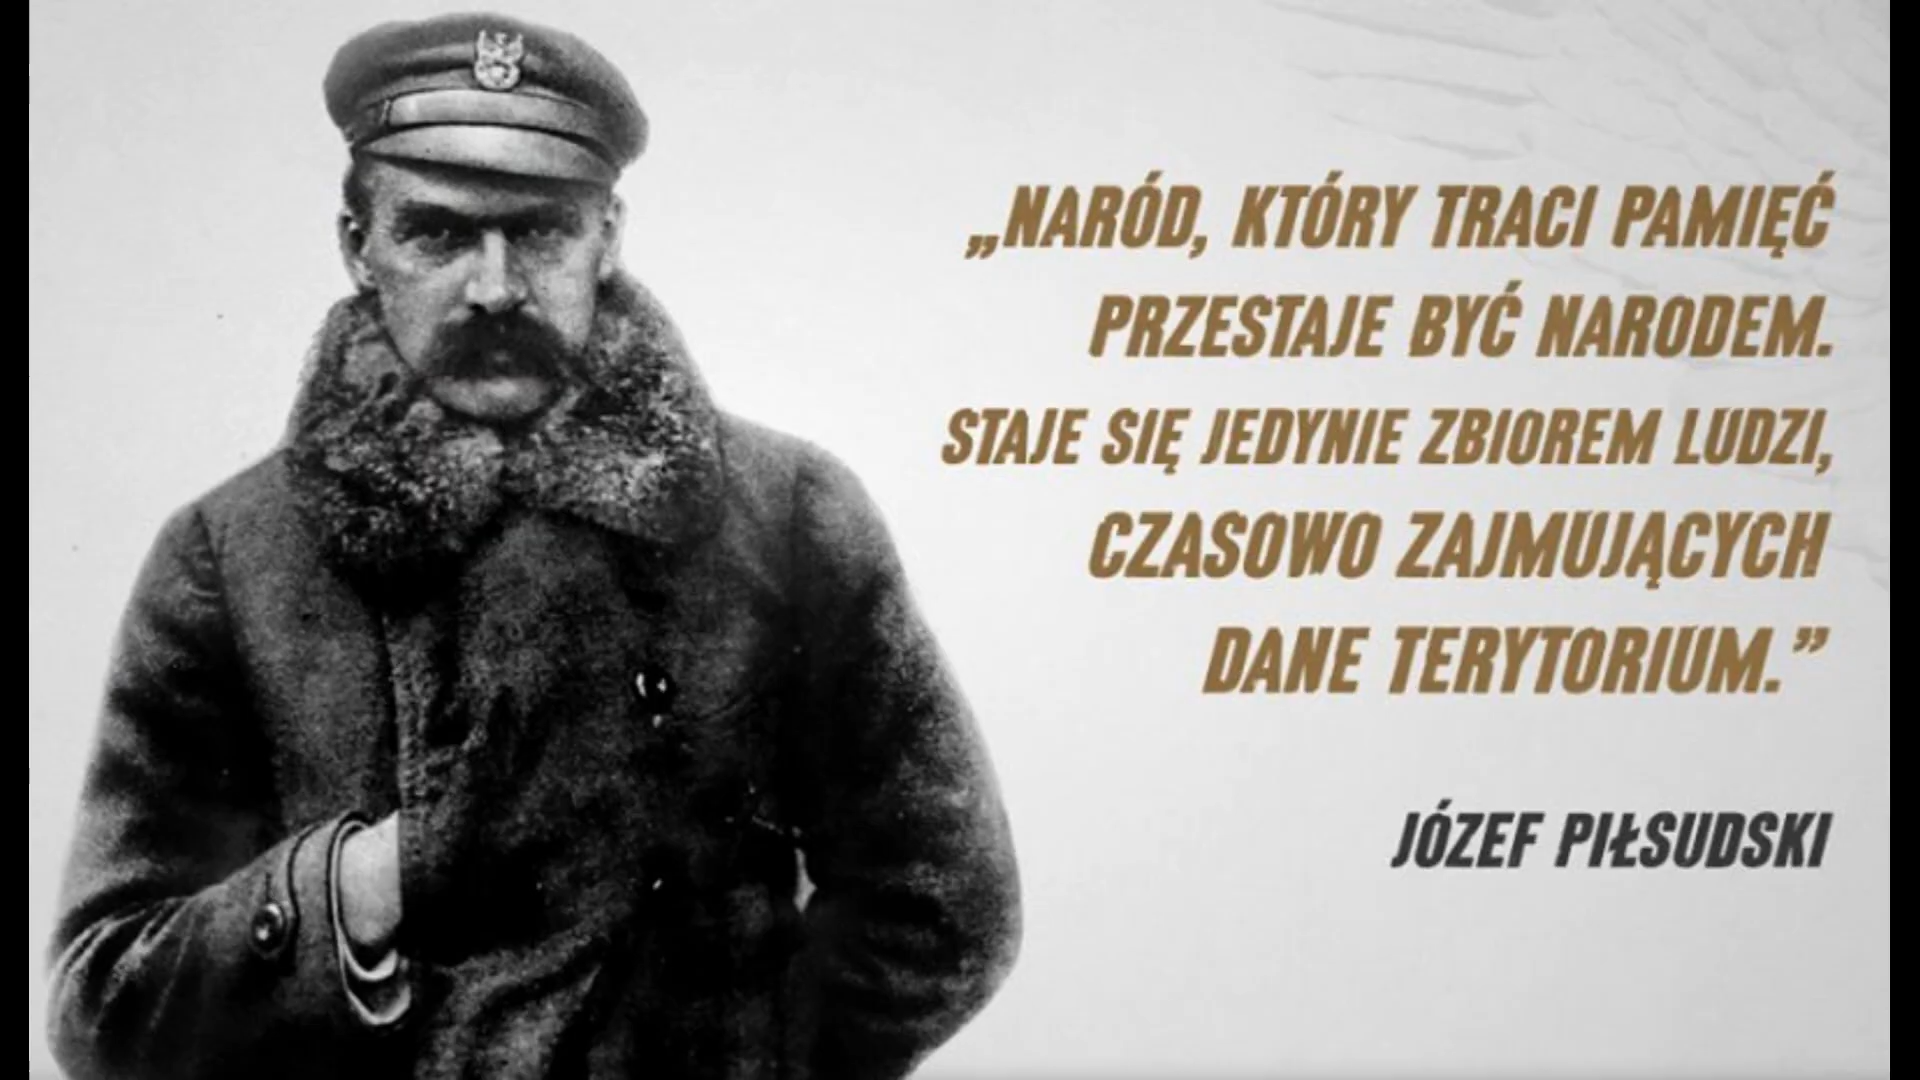 „NARÓD, KTÓRY TRACI PAMIĘĆ
PRZESTAJE BYĆ NARODEM.
STAJE SIĘ JEDYNIE ZBIOREM LUDZI,
CZASOWO ZAJMUJĄCYCH
DANE TERYTORIUM.”
JÓZEF PIŁSUDSKI